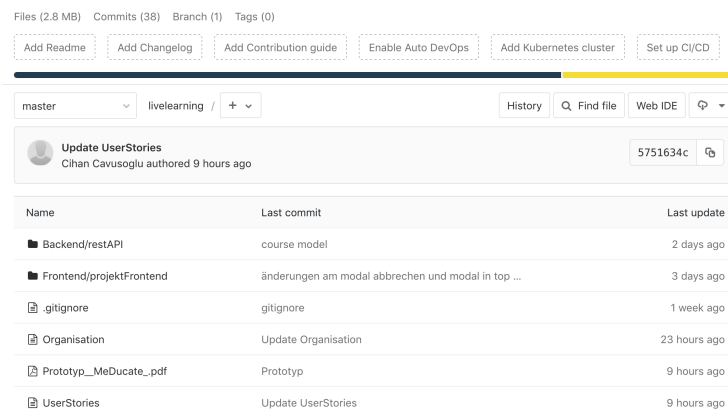 Files (2.8 MB) Commits (38) Branch (1) Tags (0)
Add Readme Add Changelog Add Contribution guide Enable Auto DevOps Add Kubernetes cluster Set up CI/CD
master livelearning / + History Find file Web IDE
Update UserStories
Cihan Cavusoglu authored 9 hours ago 5751634c
Name Last commit Last update
Backend/restAPI course model 2 days ago
Frontend/projektFrontend änderungen am modal abbrechen und modal in top ... 3 days ago
.gitignore gitignore 1 week ago
Organisation Update Organisation 23 hours ago
Prototyp__MeDucate_.pdf Prototyp 9 hours ago
UserStories Update UserStories 9 hours ago